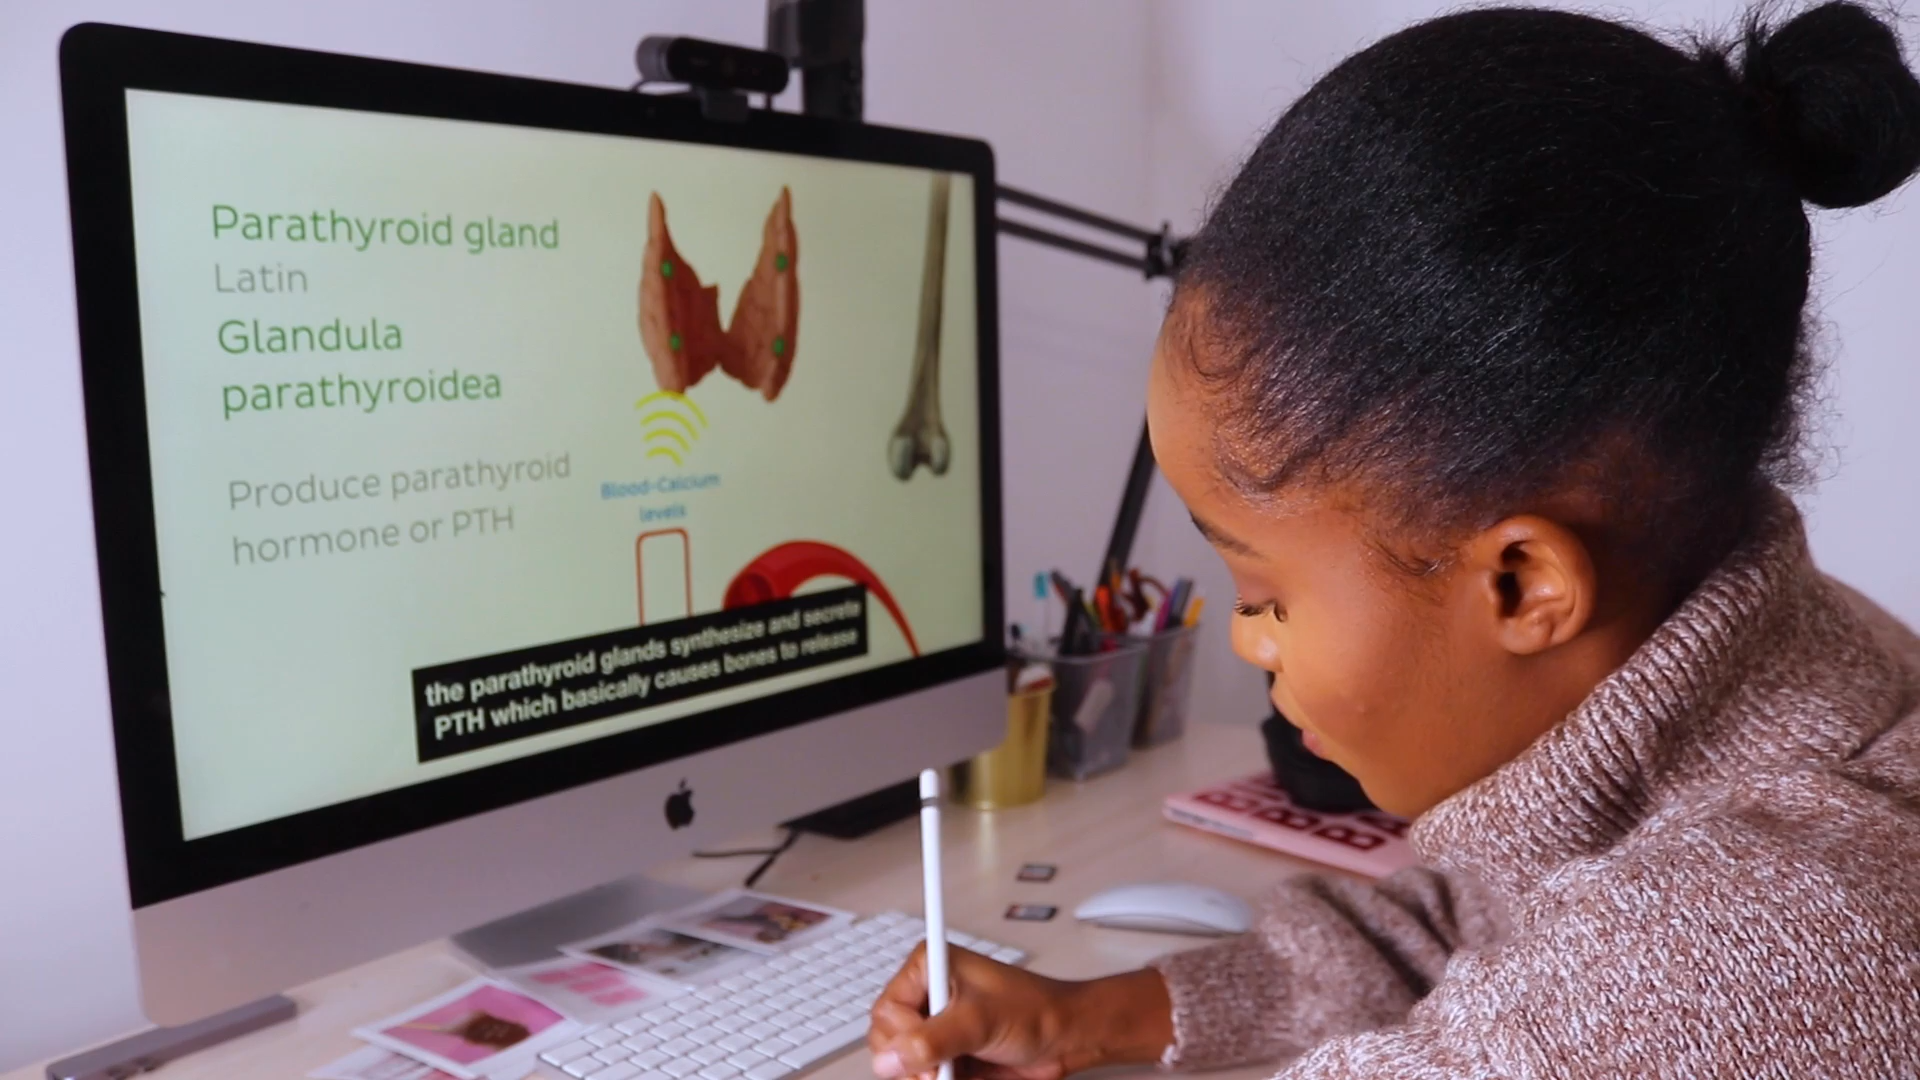 Parathyroid gland
Latin
Glandula
parathyroidea
Produce parathyroid
hormone or PTH
Blood-Calcium
levels
the parathyroid glands synthesize and secrete
PTH which basically causes bones to release